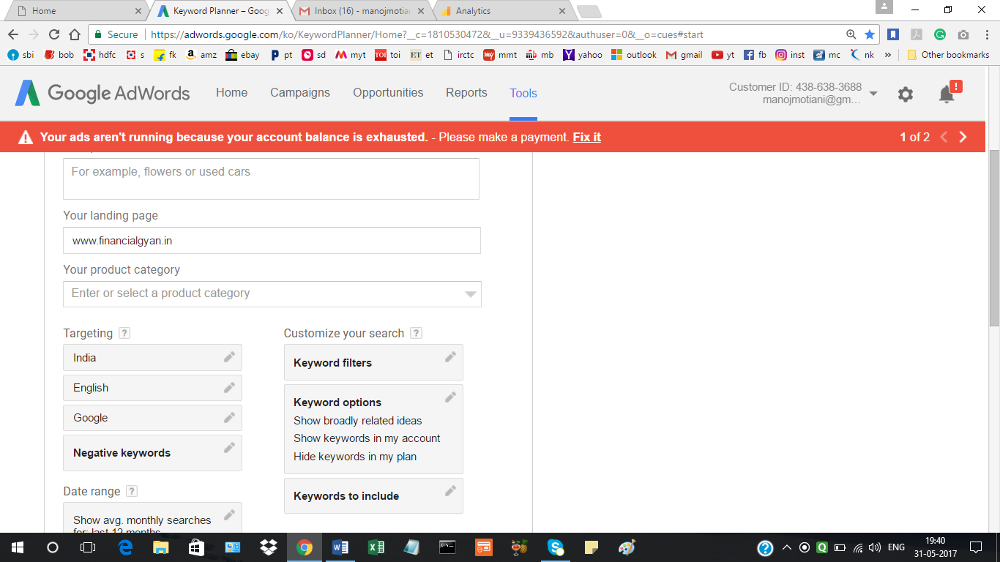 Home
Keyword Planner – Goog
Inbox (16) - manojmotian
Analytics
Secure
https://adwords.google.com/ko/KeywordPlanner/Home?__c=1810530472&__u=9339436592&authuser=0&__o=cues#start
sbi bob hdfc s fk amz ebay pt sd myt toi et irctc mmt mb yahoo outlook gmail yt fb inst mc nk » Other bookmarks
Google AdWords
Home Campaigns Opportunities Reports Tools
Customer ID: 438-638-3688
manojmotiani@gm...
Your ads aren't running because your account balance is exhausted. - Please make a payment. Fix it
1 of 2
For example, flowers or used cars
Your landing page
www.financialgyan.in
Your product category
Enter or select a product category
Targeting ?
India
English
Google
Negative keywords
Date range ?
Show avg. monthly searches
for: last 12 months
Customize your search ?
Keyword filters
Keyword options
Show broadly related ideas
Show keywords in my account
Hide keywords in my plan
Keywords to include
ENG
19:40
31-05-2017